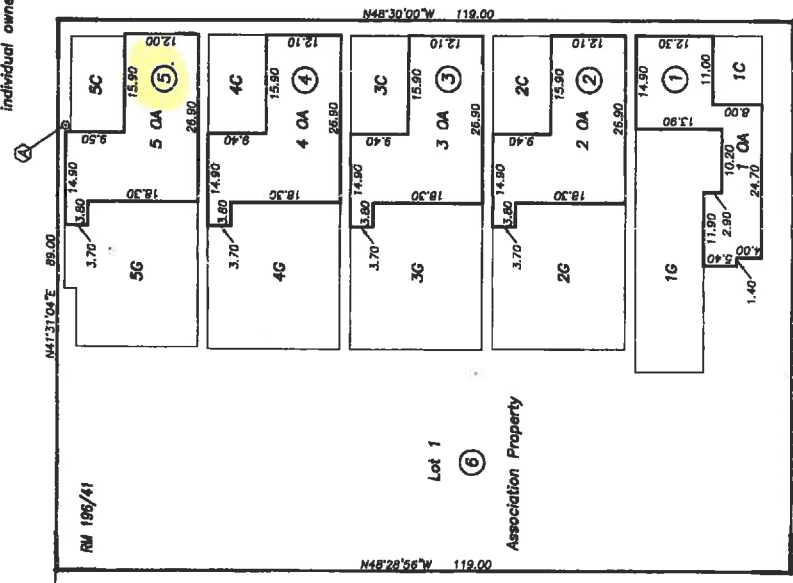 individual owne
N48°30'00"W 119.00
A
N41°31'04"E 89.00
5C
12.00
15.90
5
9.50
5 OA
26.90
14.90
3.80
18.30
3.70
5G
4C
12.10
15.90
4
9.40
4 OA
26.90
14.90
3.80
18.30
3.70
4G
3C
12.10
15.90
3
9.40
3 OA
26.90
14.90
3.80
18.30
3.70
3G
2C
12.10
15.90
2
9.40
2 OA
26.90
14.90
3.80
18.30
3.70
2G
12.30
14.90
1
11.00
1C
8.00
13.90
1 OA
10.20
24.70
11.90
2.90
4.00
5.40
1.40
1G
Lot 1
6
Association Property
RM 196/41
N48°28'56"W 119.00